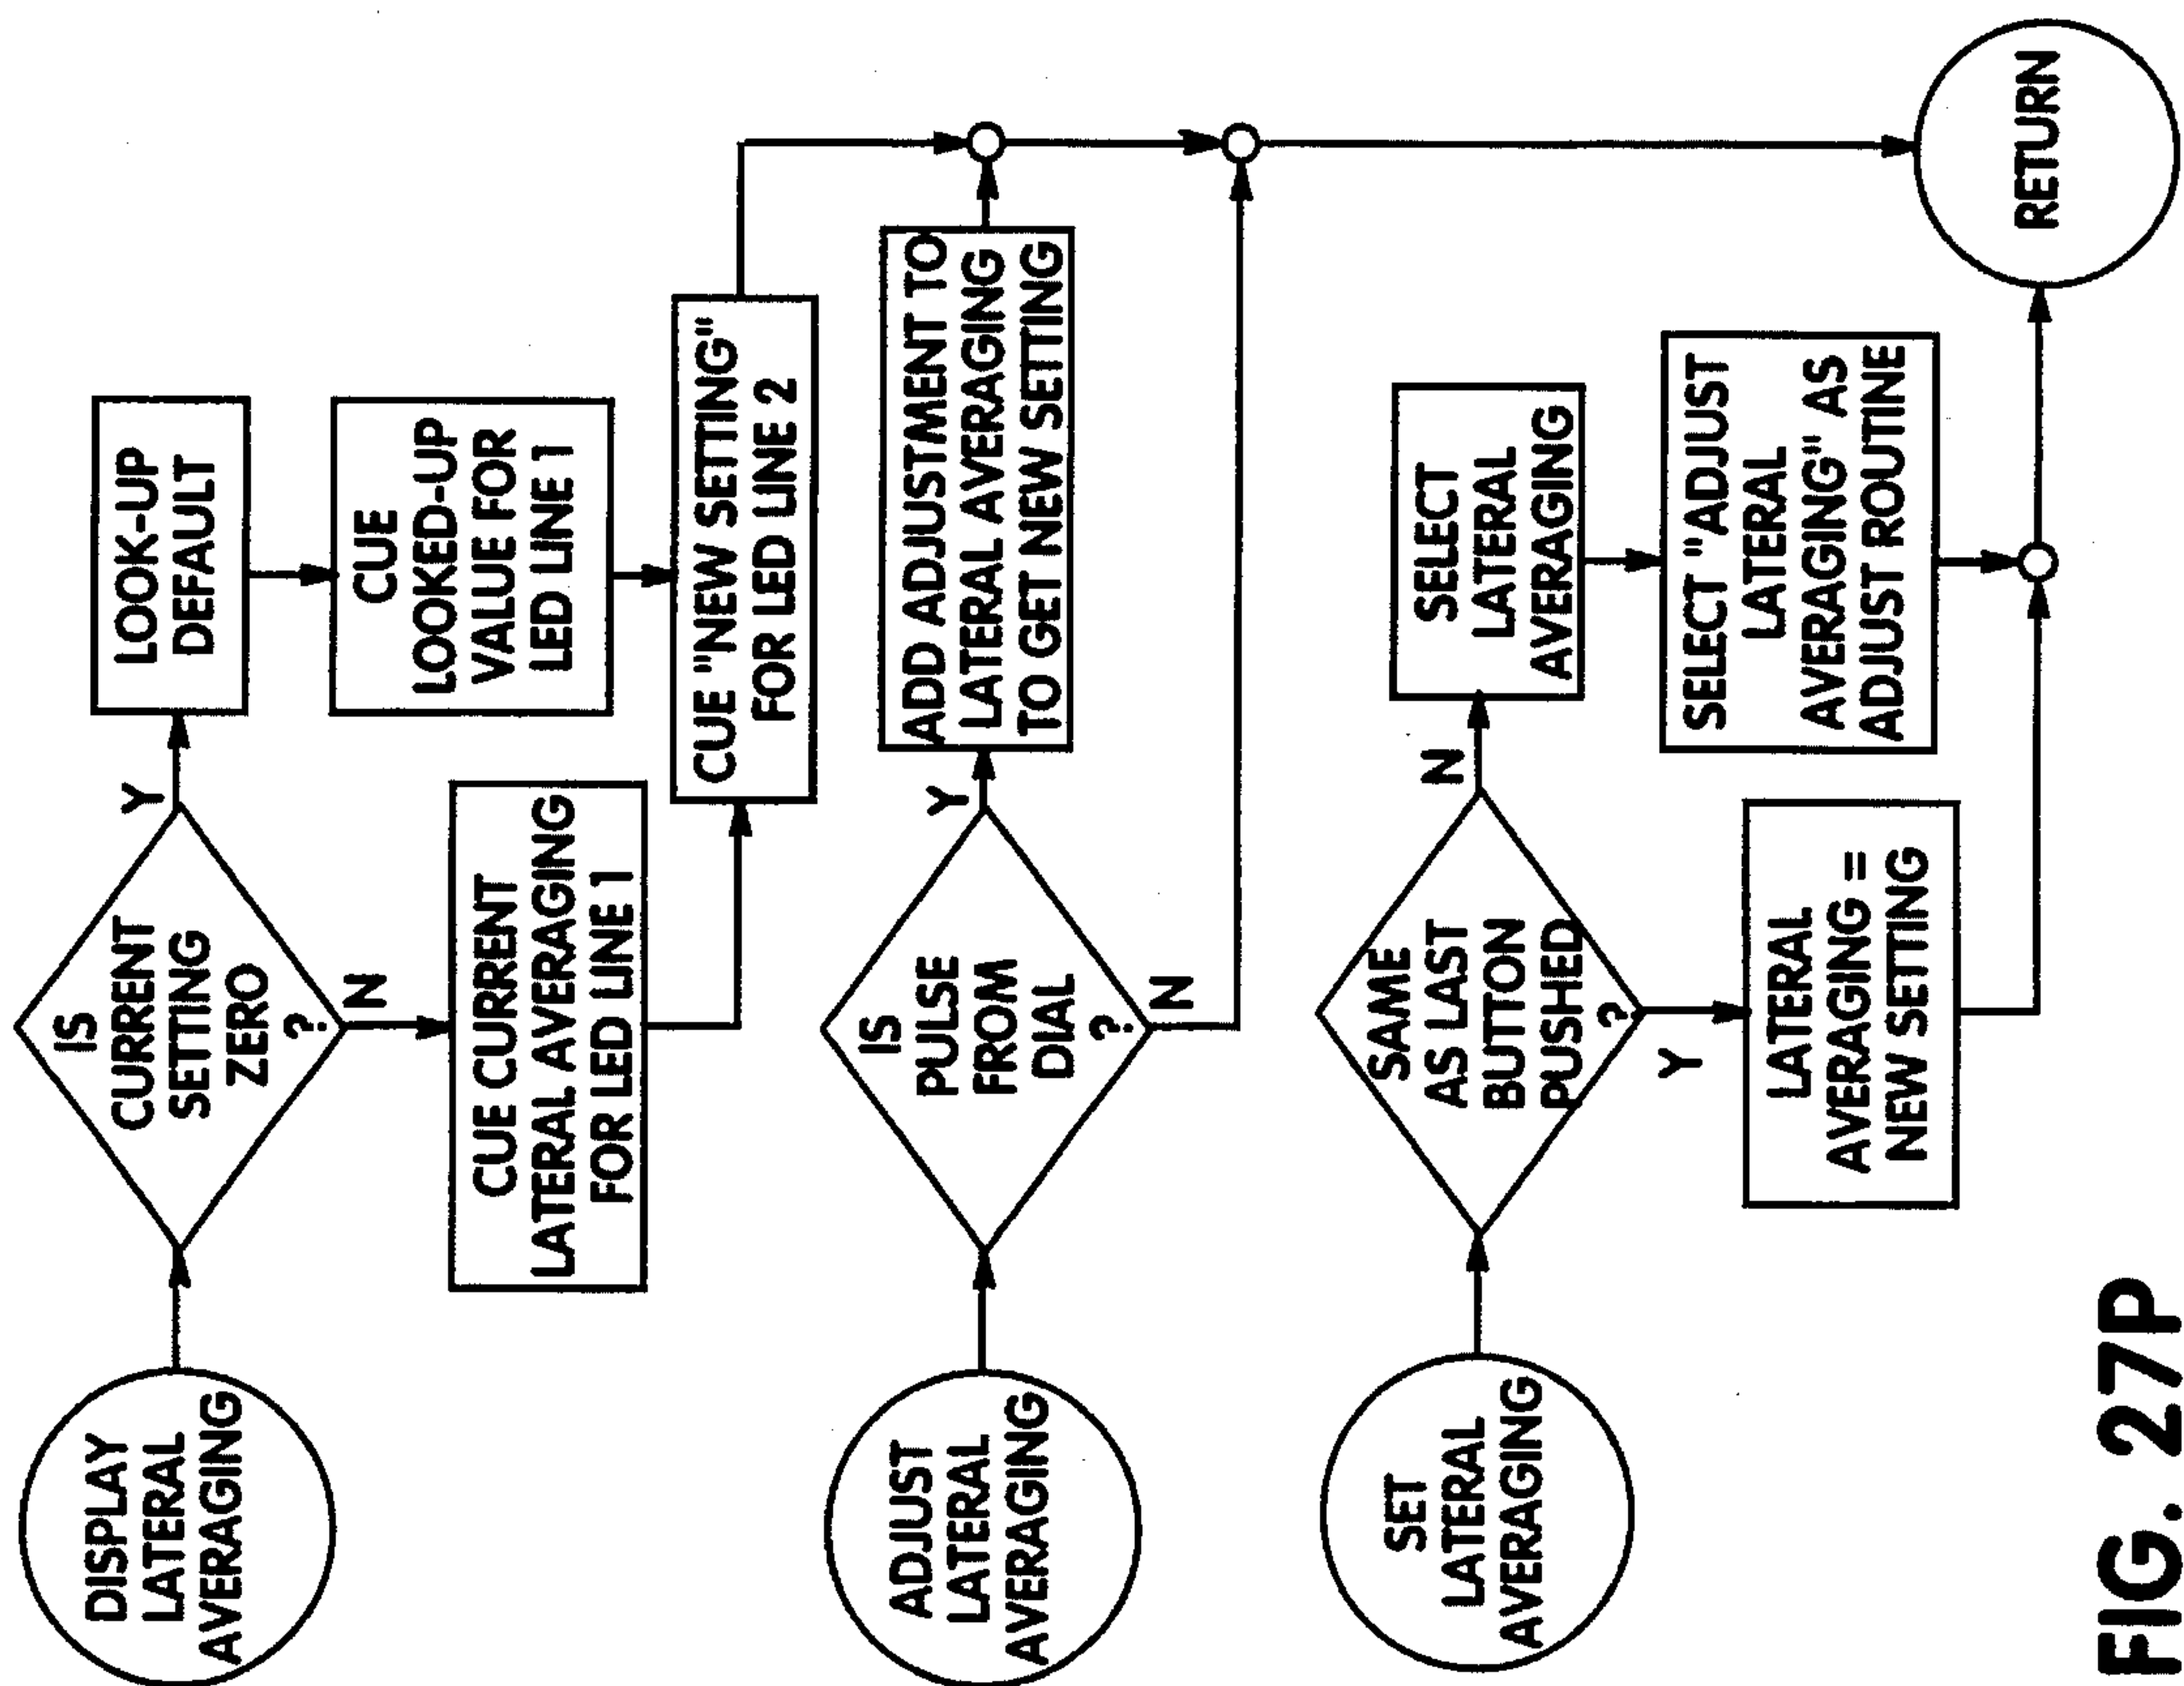 DISPLAY
LATERAL
AVERAGING
IS
CURRENT
SETTING
ZERO
?
Y
N
LOOK-UP
DEFAULT
CUE
LOOKED-UP
VALUE FOR
LED LINE 1
CUE CURRENT
LATERAL AVERAGING
FOR LED LINE 1
CUE "NEW SETTING"
FOR LED LINE 2
ADJUST
LATERAL
AVERAGING
IS
PULSE
FROM
DIAL
?
Y
N
ADD ADJUSTMENT TO
LATERAL AVERAGING
TO GET NEW SETTING
SET
LATERAL
AVERAGING
SAME
AS LAST
BUTTON
PUSHED
?
N
Y
SELECT
LATERAL
AVERAGING
SELECT "ADJUST
LATERAL
AVERAGING" AS
ADJUST ROUTINE
LATERAL
AVERAGING =
NEW SETTING
RETURN
FIG. 27P